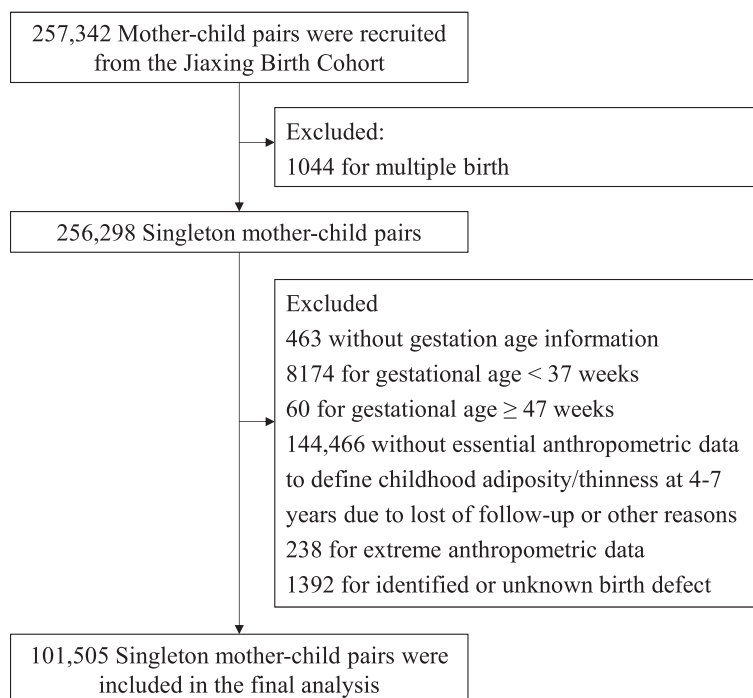 257,342 Mother-child pairs were recruited
from the Jiaxing Birth Cohort
Excluded:
1044 for multiple birth
256,298 Singleton mother-child pairs
Excluded
463 without gestation age information
8174 for gestational age < 37 weeks
60 for gestational age ≥ 47 weeks
144,466 without essential anthropometric data
to define childhood adiposity/thinness at 4-7
years due to lost of follow-up or other reasons
238 for extreme anthropometric data
1392 for identified or unknown birth defect
101,505 Singleton mother-child pairs were
included in the final analysis